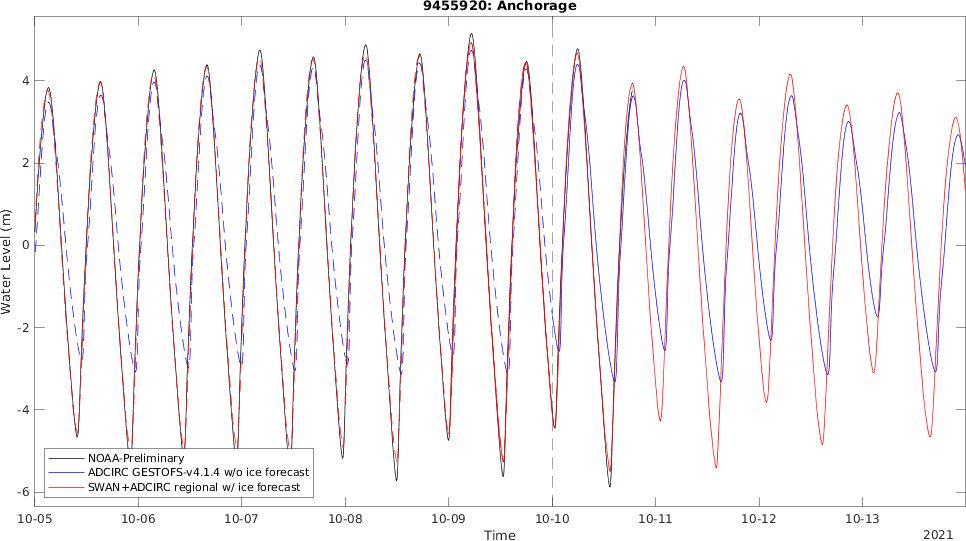 9455920: Anchorage
Water Level (m)
4
2
0
-2
-4
-6
NOAA-Preliminary
ADCIRC GESTOFS-v4.1.4 w/o ice forecast
SWAN+ADCIRC regional w/ ice forecast
10-05 10-06 10-07 10-08 10-09 10-10 10-11 10-12 10-13
Time
2021